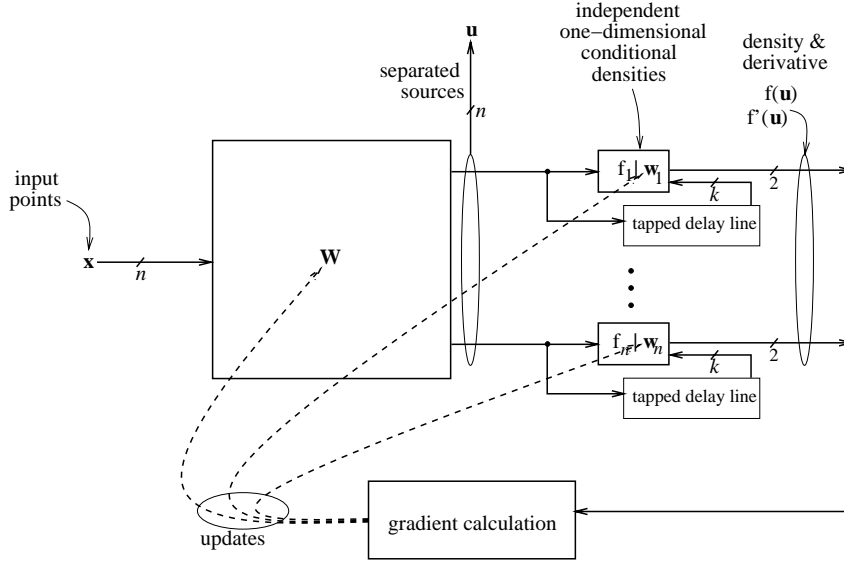 independent
one−dimensional
conditional
densities
u
separated
sources
n
density &
derivative
f(u)
f'(u)
input
points
x
n
W
f1| w1
2
k
tapped delay line
fn| wn
2
k
tapped delay line
updates
gradient calculation